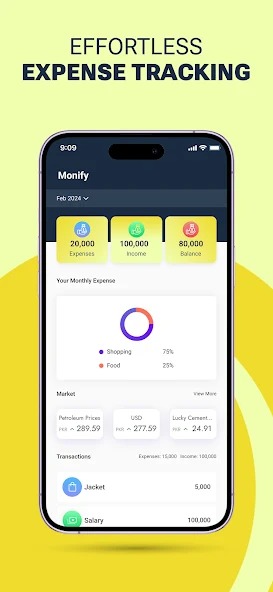 EFFORTLESS
EXPENSE TRACKING
9:09
Monify
Feb 2024
20,000 100,000 80,000
Expenses Income Balance
Your Monthly Expense
Shopping 75%
Food 25%
Market View More
Petroleum Prices USD Lucky Cement...
PKR 289.59 PKR 277.59 PKR 24.91
Transactions Expenses: 15,000 Income: 100,000
Jacket 5,000
Salary 100,000